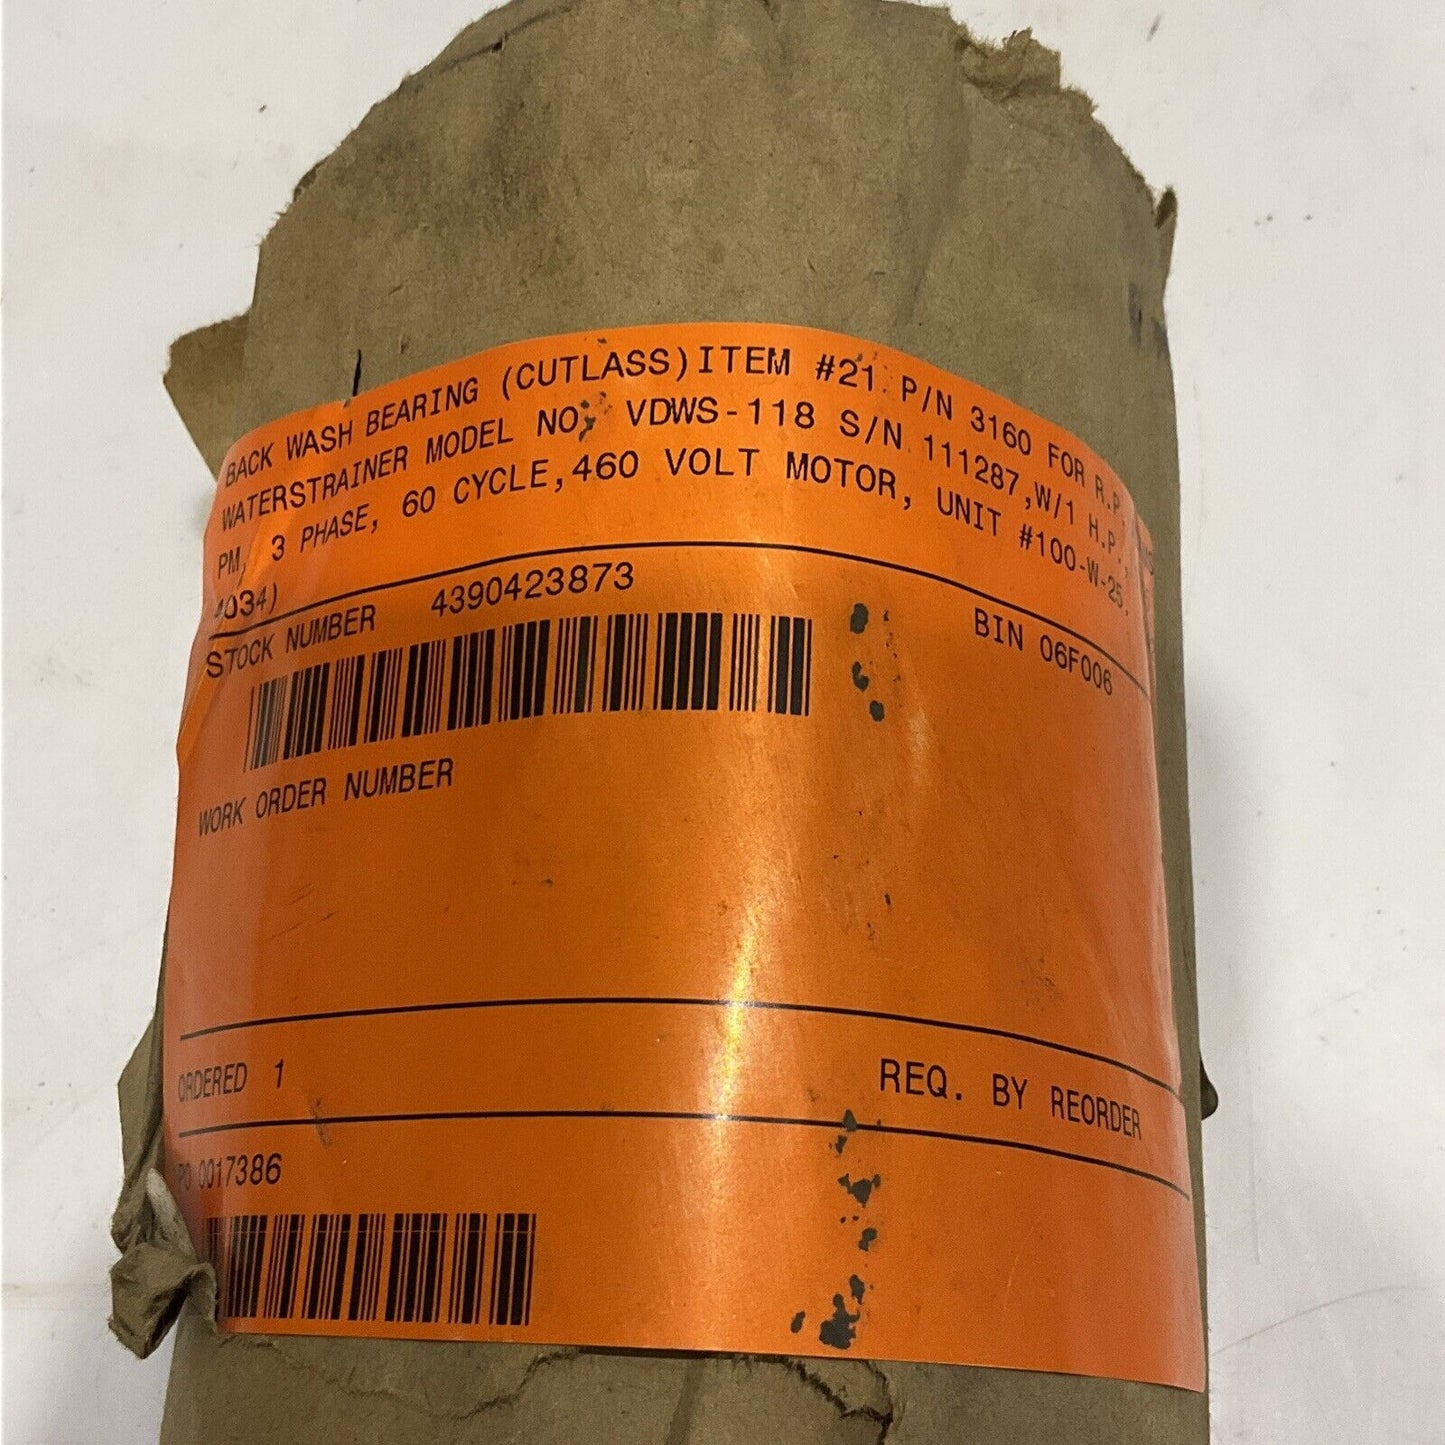 BACK WASH BEARING (CUTLASS)ITEM #21 P/N 3160 FOR R.P.
WATERSTRAINER MODEL NO. VDWS-118 S/N 111287,W/1 H.P.,
PM, 3 PHASE, 60 CYCLE,460 VOLT MOTOR, UNIT #100-W-25,
4034)
STOCK NUMBER 4390423873 BIN 06F006
WORK ORDER NUMBER
ORDERED 1 REQ. BY REORDER
PO 0017386